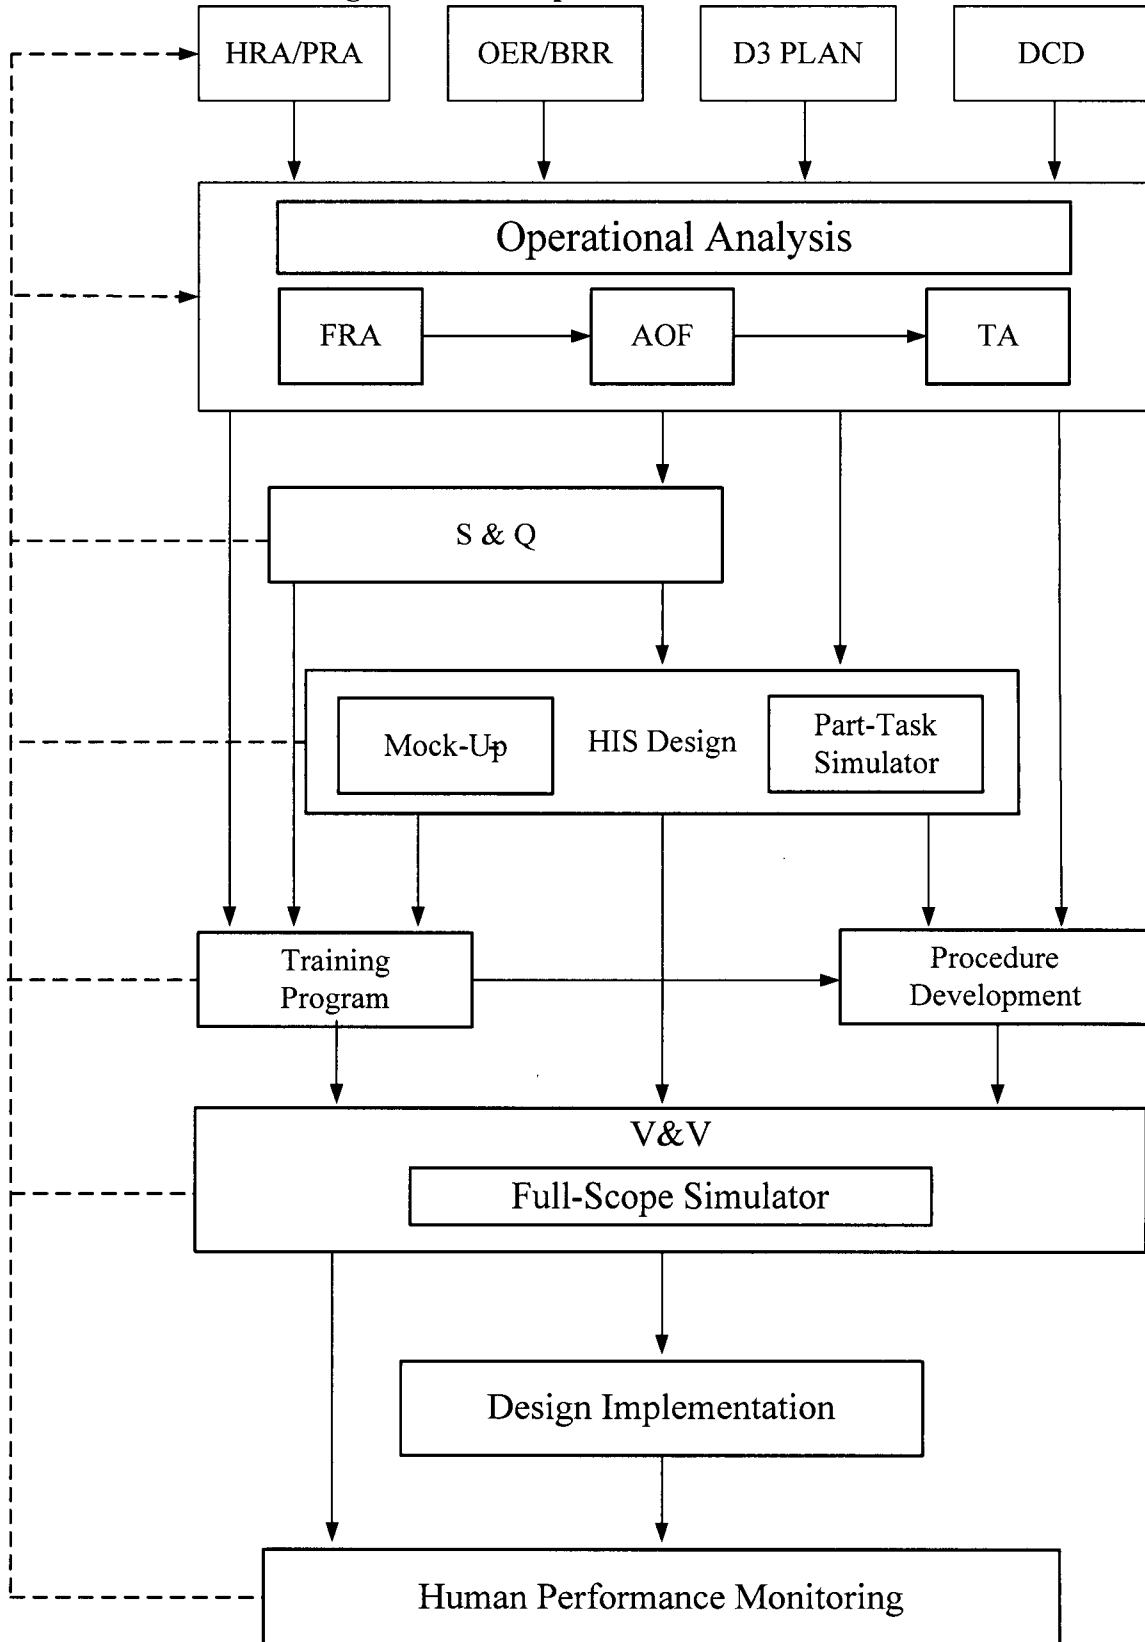 HRA/PRA
OER/BRR
D3 PLAN
DCD
Operational Analysis
FRA
AOF
TA
S & Q
Mock-Up
HIS Design
Part-Task
Simulator
Training
Program
Procedure
Development
V&V
Full-Scope Simulator
Design Implementation
Human Performance Monitoring